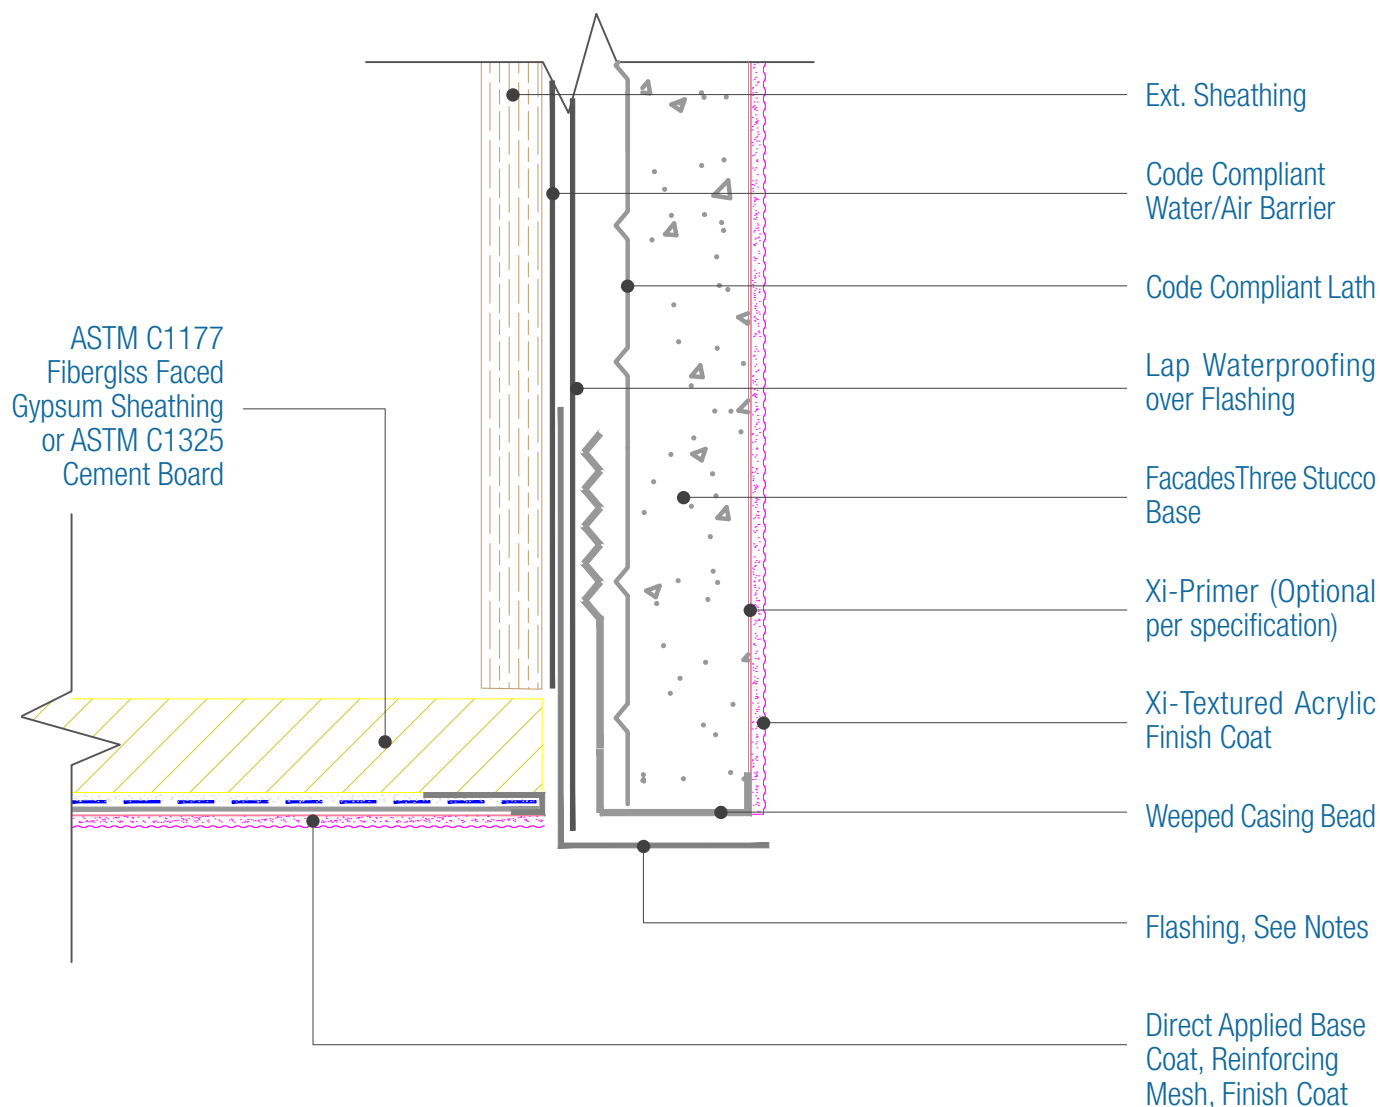 Ext. Sheathing
Code Compliant
Water/Air Barrier
Code Compliant Lath
ASTM C1177
Fiberglss Faced
Gypsum Sheathing
or ASTM C1325
Cement Board
Lap Waterproofing
over Flashing
FacadesThree Stucco
Base
Xi-Primer (Optional
per specification)
Xi-Textured Acrylic
Finish Coat
Weeped Casing Bead
Flashing, See Notes
Direct Applied Base
Coat, Reinforcing
Mesh, Finish Coat